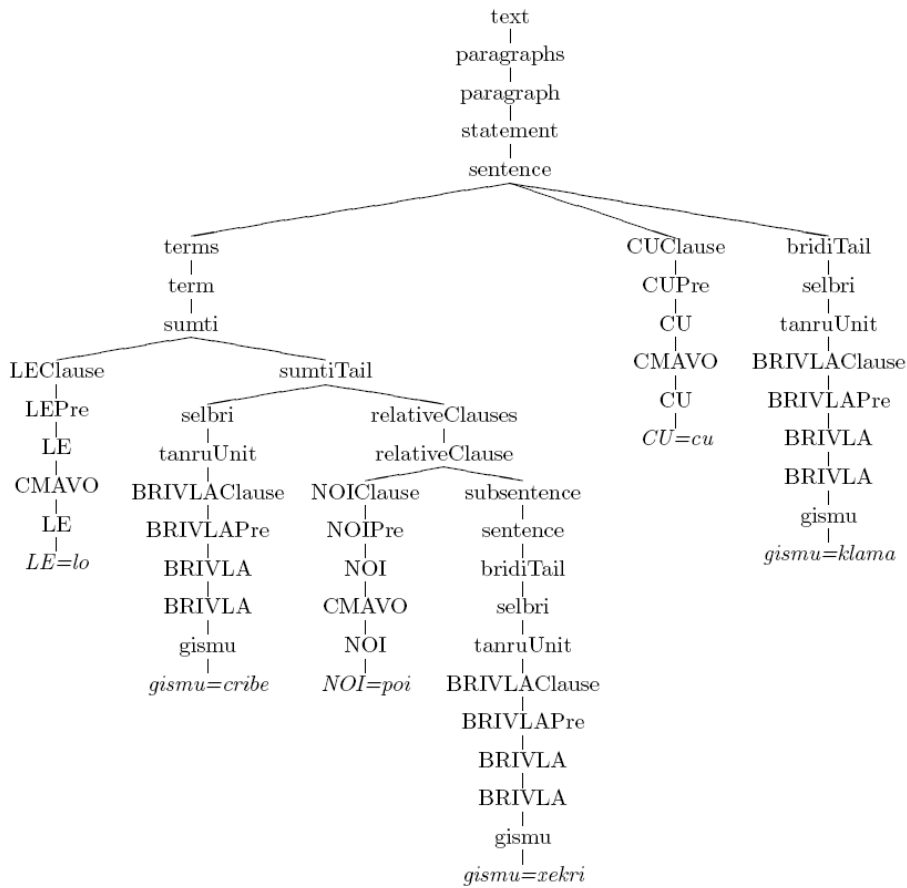 text
paragraphs
paragraph
statement
sentence
terms CUClause bridiTail
term CUPre selbri
sumti CU tanruUnit
LEClause sumtiTail CMAVO BRIVLAClause
LEPre selbri relativeClauses CU BRIVLAPre
LE tanruUnit relativeClause CU=cu BRIVLA
CMAVO BRIVLAClause NOIClause subsentence BRIVLA
LE BRIVLAPre NOIPre sentence gismu
LE=lo BRIVLA NOI bridiTail gismu=klama
BRIVLA CMAVO selbri
gismu NOI tanruUnit
gismu=cribe NOI=poi BRIVLAClause
BRIVLAPre
BRIVLA
BRIVLA
gismu
gismu=xekri